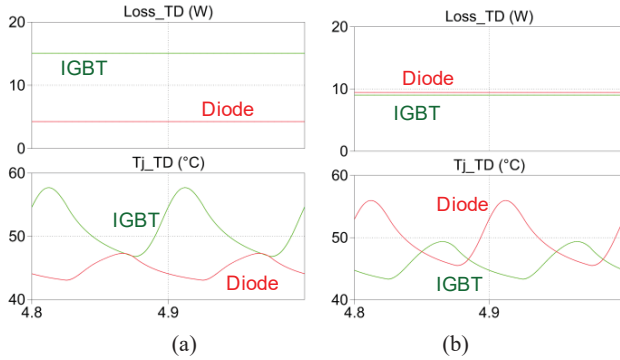 Loss_TD (W)
20
10
0
IGBT
Diode
Tj_TD (°C)
60
50
40
IGBT
Diode
4.8
4.9
(a)
Loss_TD (W)
20
10
0
Diode
IGBT
Tj_TD (°C)
60
50
40
Diode
IGBT
4.8
4.9
(b)